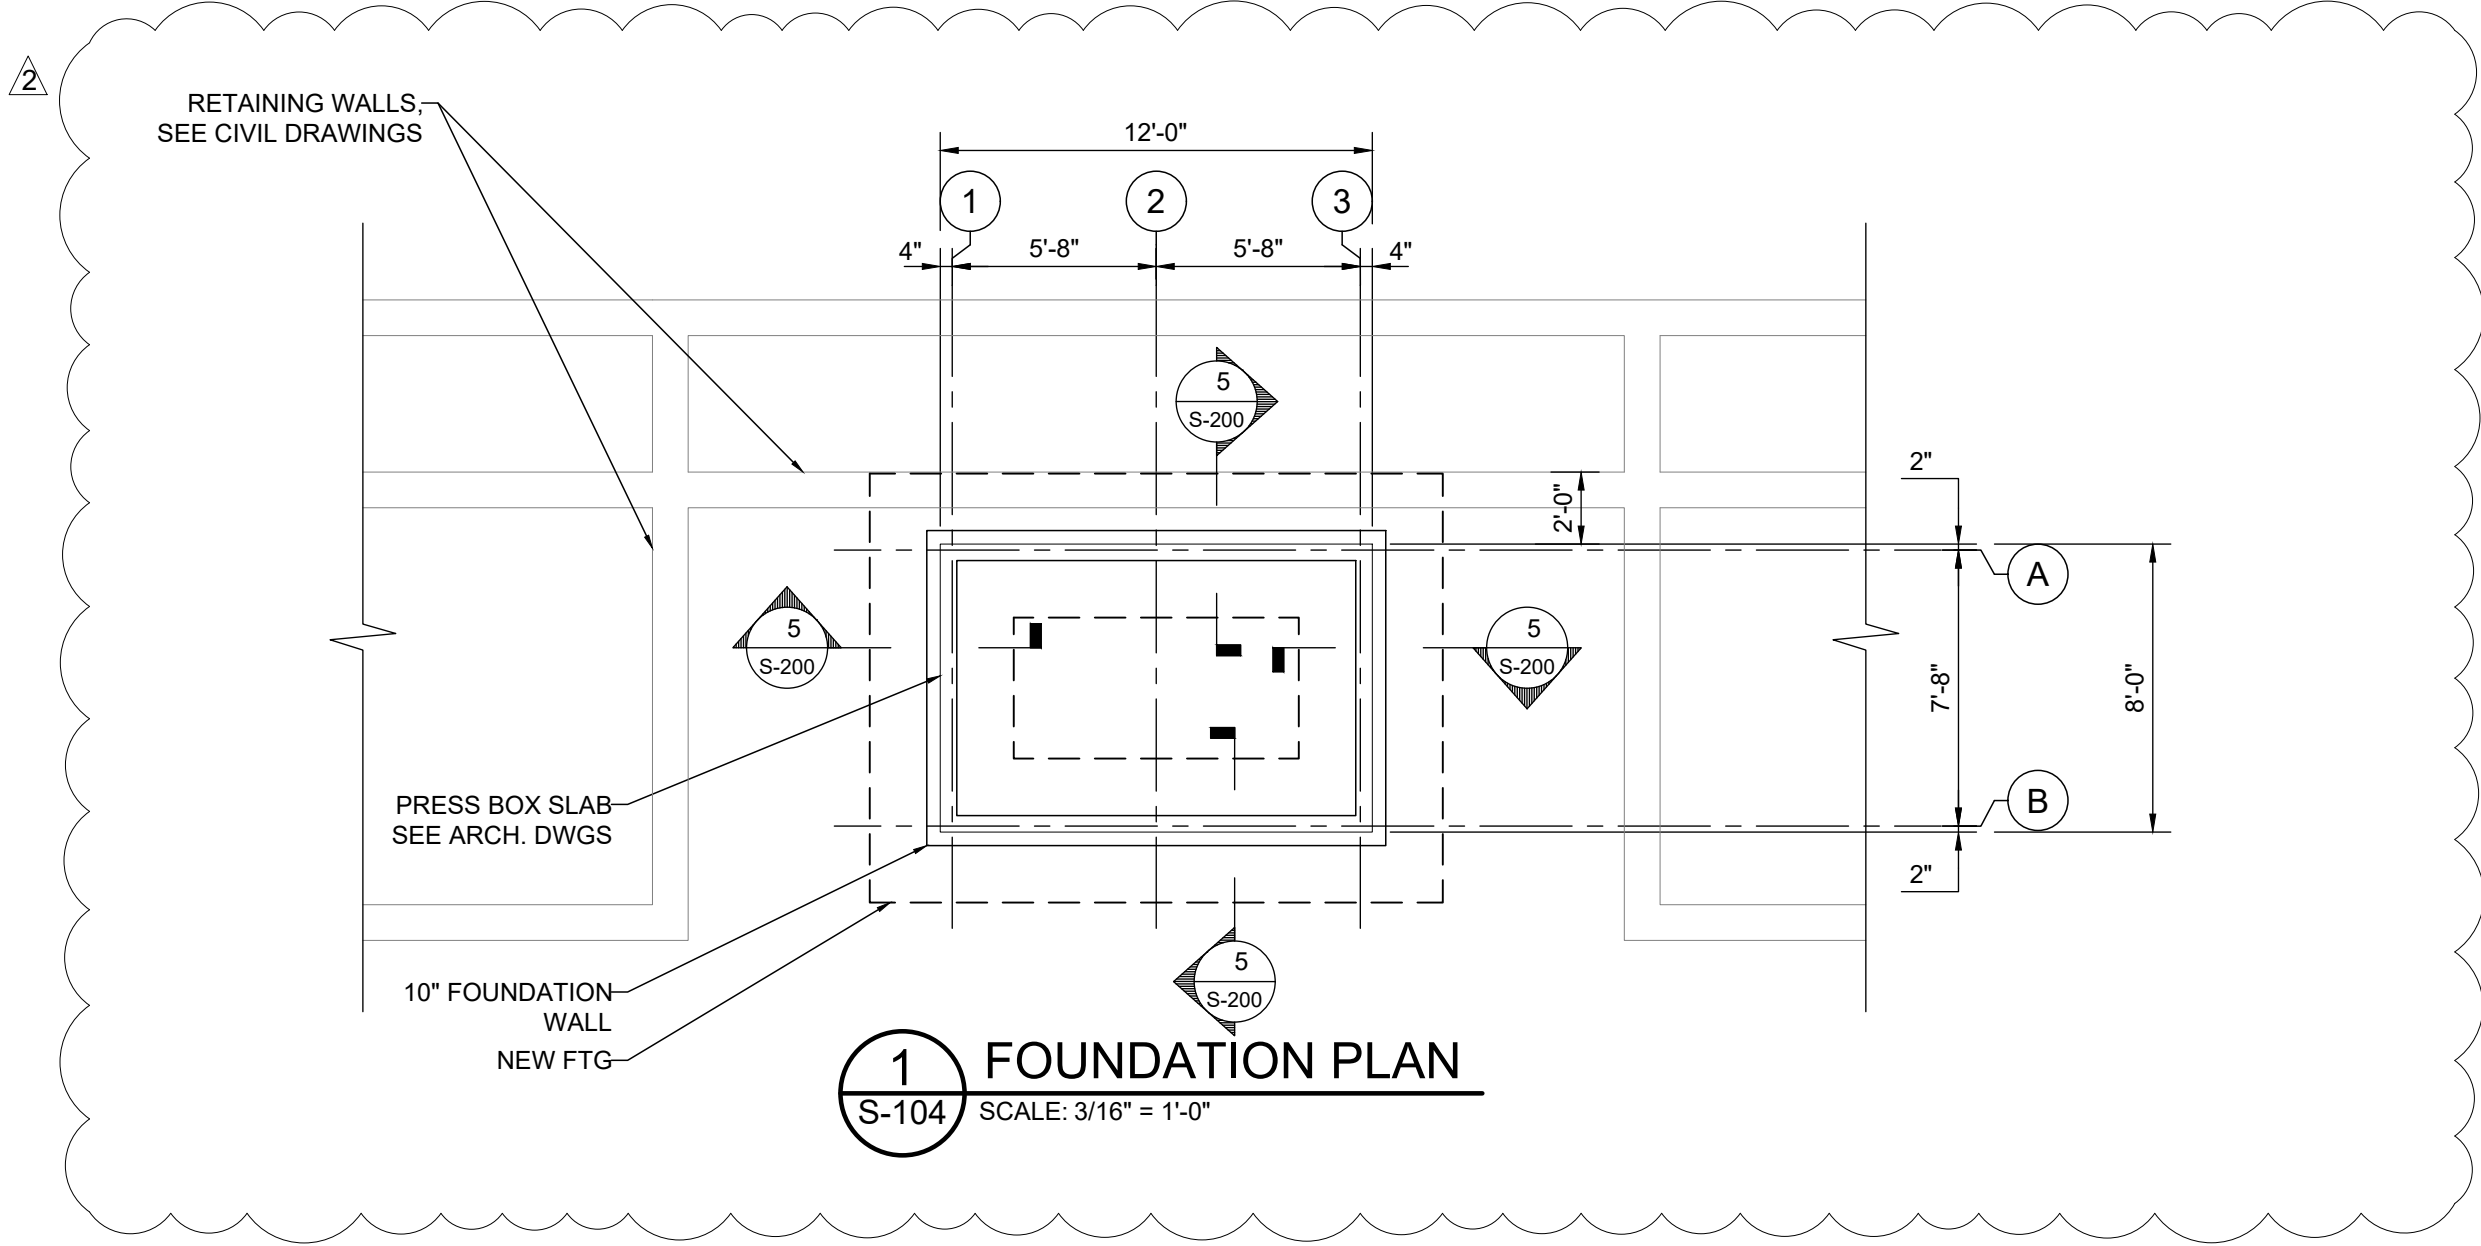 2
RETAINING WALLS,
SEE CIVIL DRAWINGS
12'-0"
1
2
3
4"
5'-8"
5'-8"
4"
5
S-200
2"
2'-0"
A
5
S-200
5
S-200
7'-8"
8'-0"
PRESS BOX SLAB
SEE ARCH. DWGS
B
2"
10" FOUNDATION
WALL
NEW FTG
5
S-200
1
S-104
FOUNDATION PLAN
SCALE: 3/16" = 1'-0"